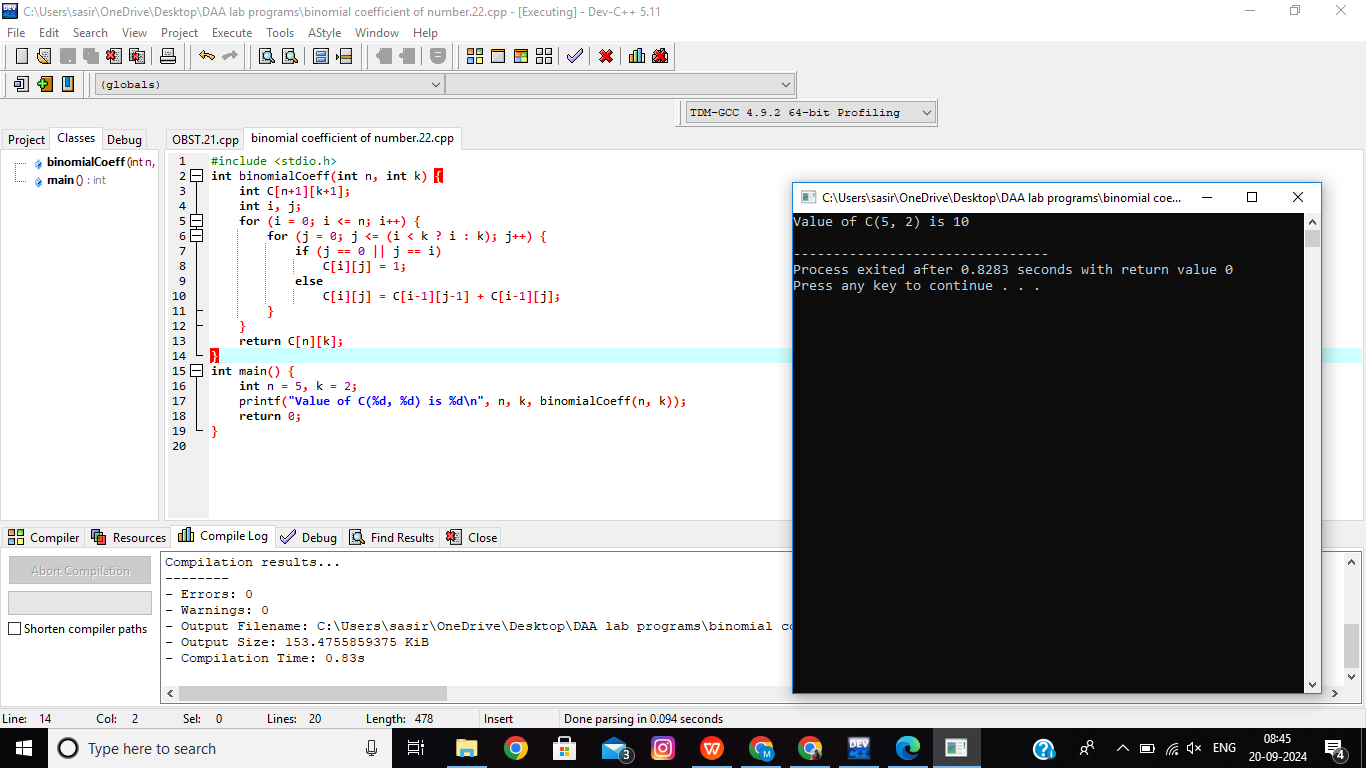 C:\Users\sasir\OneDrive\Desktop\DAA lab programs\binomial coefficient of number.22.cpp - [Executing] - Dev-C++ 5.11
File Edit Search View Project Execute Tools AStyle Window Help
(globals)
TDM-GCC 4.9.2 64-bit Profiling
Project Classes Debug
OBST.21.cpp binomial coefficient of number.22.cpp
binomialCoeff (int n,
main () : int
1 #include <stdio.h>
2 int binomialCoeff(int n, int k) {
3 int C[n+1][k+1];
4 int i, j;
5 for (i = 0; i <= n; i++) {
6 for (j = 0; j <= (i < k ? i : k); j++) {
7 if (j == 0 || j == i)
8 C[i][j] = 1;
9 else
10 C[i][j] = C[i-1][j-1] + C[i-1][j];
11 }
12 }
13 return C[n][k];
14 }
15 int main() {
16 int n = 5, k = 2;
17 printf("Value of C(%d, %d) is %d\n", n, k, binomialCoeff(n, k));
18 return 0;
19 }
20
C:\Users\sasir\OneDrive\Desktop\DAA lab programs\binomial coe...
Value of C(5, 2) is 10
--------------------------------
Process exited after 0.8283 seconds with return value 0
Press any key to continue . . .
Compiler Resources Compile Log Debug Find Results Close
Abort Compilation
Shorten compiler paths
Compilation results...
--------
- Errors: 0
- Warnings: 0
- Output Filename: C:\Users\sasir\OneDrive\Desktop\DAA lab programs\binomial co
- Output Size: 153.4755859375 KiB
- Compilation Time: 0.83s
Line: 14 Col: 2 Sel: 0 Lines: 20 Length: 478 Insert Done parsing in 0.094 seconds
Type here to search
3
W
M
DEV
ENG
08:45
20-09-2024
4